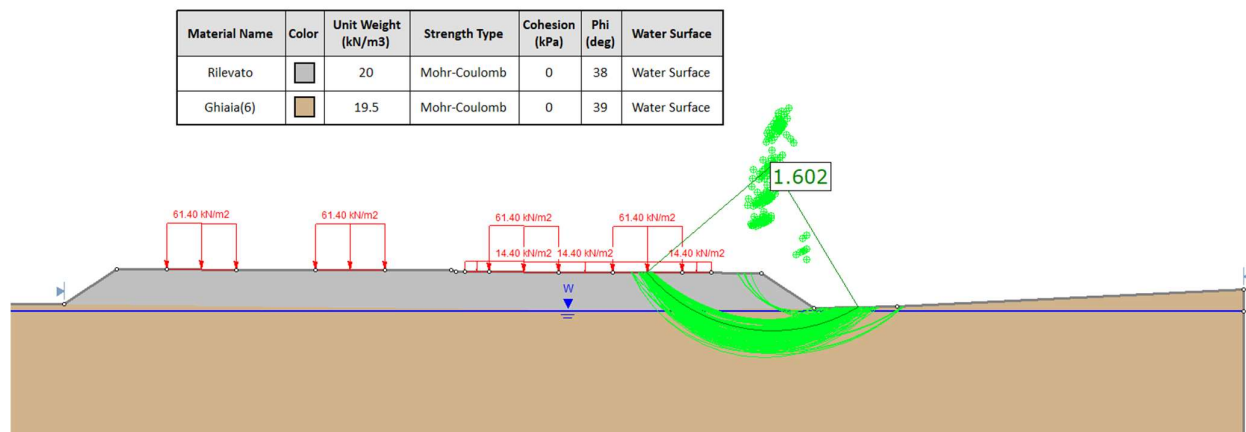 Material Name Color Unit Weight (kN/m3) Strength Type Cohesion (kPa) Phi (deg) Water Surface
Rilevato 20 Mohr-Coulomb 0 38 Water Surface
Ghiaia(6) 19.5 Mohr-Coulomb 0 39 Water Surface
1.602
61.40 kN/m2 61.40 kN/m2 61.40 kN/m2 61.40 kN/m2
14.40 kN/m2 14.40 kN/m2 14.40 kN/m2
W